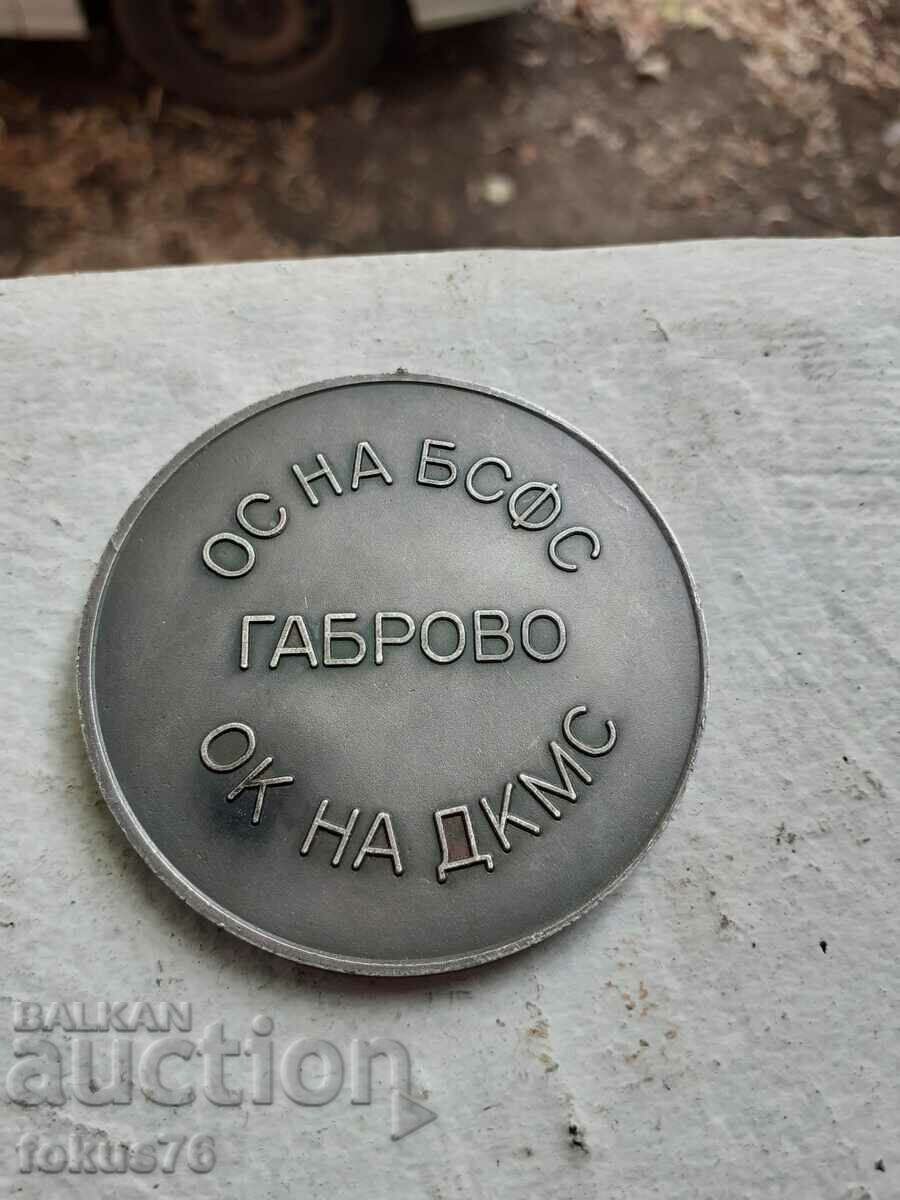 ОС НА БСФС
ГАБРОВО
ОК НА ДКМС
BALKAN
auction
fokus76